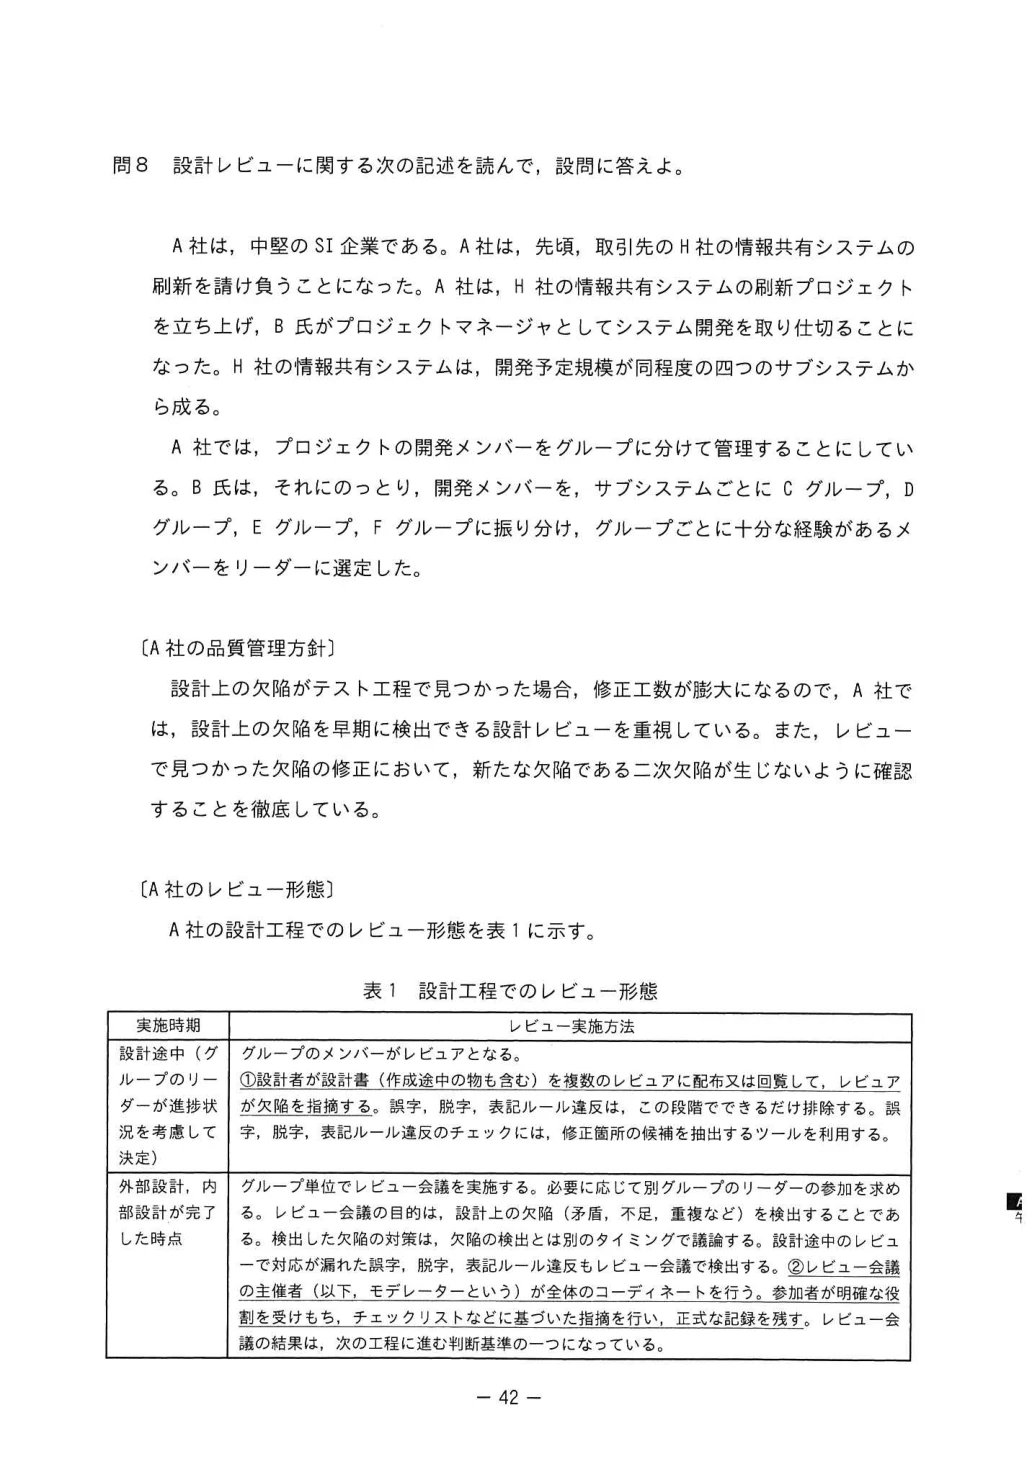 問８　設計レビューに関する次の記述を読んで，設問に答えよ。
A 社は，中堅の SI 企業である。A 社は，先頃，取引先の H 社の情報共有システムの
刷新を請け負うことになった。A 社は，H 社の情報共有システムの刷新プロジェクト
を立ち上げ，B 氏がプロジェクトマネージャとしてシステム開発を取り仕切ることに
なった。H 社の情報共有システムは，開発予定規模が同程度の四つのサブシステムか
ら成る。
A 社では，プロジェクトの開発メンバーをグループに分けて管理することにしてい
る。B 氏は，それにのっとり，開発メンバーを，サブシステムごとに C グループ，D
グループ，E グループ，F グループに振り分け，グループごとに十分な経験があるメ
ンバーをリーダーに選定した。
〔A 社の品質管理方針〕
設計上の欠陥がテスト工程で見つかった場合，修正工数が膨大になるので，A 社で
は，設計上の欠陥を早期に検出できる設計レビューを重視している。また，レビュー
で見つかった欠陥の修正において，新たな欠陥である二次欠陥が生じないように確認
することを徹底している。
〔A 社のレビュー形態〕
A 社の設計工程でのレビュー形態を表 1 に示す。
表 1　設計工程でのレビュー形態
実施時期
レビュー実施方法
設計途中（グ
ループのリー
ダーが進捗状
況を考慮して
決定）
グループのメンバーがレビュアとなる。
①設計者が設計書（作成途中の物も含む）を複数のレビュアに配布又は回覧して，レビュア
が欠陥を指摘する。誤字，脱字，表記ルール違反は，この段階でできるだけ排除する。誤
字，脱字，表記ルール違反のチェックには，修正箇所の候補を抽出するツールを利用する。
外部設計，内
部設計が完了
した時点
グループ単位でレビュー会議を実施する。必要に応じて別グループのリーダーの参加を求め
る。レビュー会議の目的は，設計上の欠陥（矛盾，不足，重複など）を検出することであ
る。検出した欠陥の対策は，欠陥の検出とは別のタイミングで議論する。設計途中のレビュ
ーで対応が漏れた誤字，脱字，表記ルール違反もレビュー会議で検出する。②レビュー会議
の主催者（以下，モデレーターという）が全体のコーディネートを行う。参加者が明確な役
割を受けもち，チェックリストなどに基づいた指摘を行い，正式な記録を残す。レビュー会
議の結果は，次の工程に進む判断基準の一つになっている。
― 42 ―